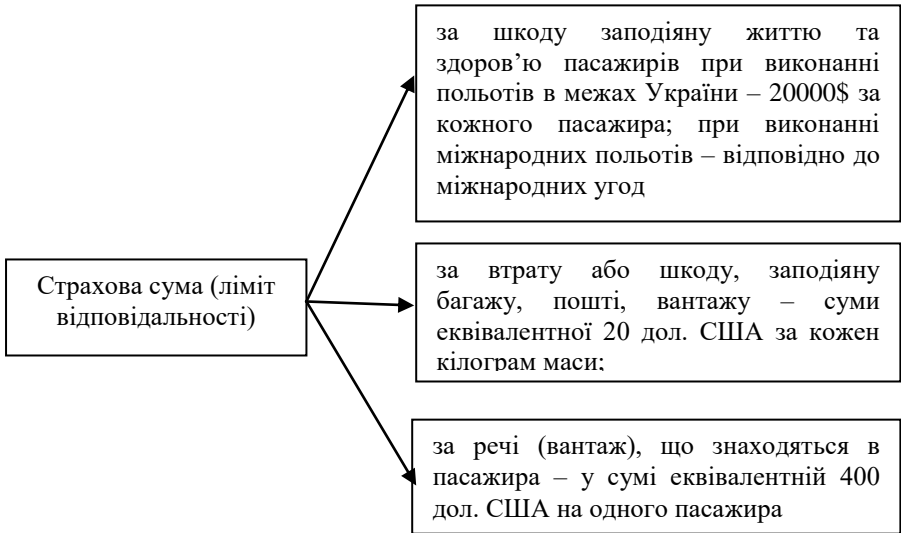 за шкоду заподіяну життю та
здоров’ю пасажирів при виконанні
польотів в межах України – 20000$ за
кожного пасажира; при виконанні
міжнародних польотів – відповідно до
міжнародних угод
Страхова сума (ліміт
відповідальності)
за втрату або шкоду, заподіяну
багажу, пошті, вантажу – суми
еквівалентної 20 дол. США за кожен
кілограм маси;
за речі (вантаж), що знаходяться в
пасажира – у сумі еквівалентній 400
дол. США на одного пасажира